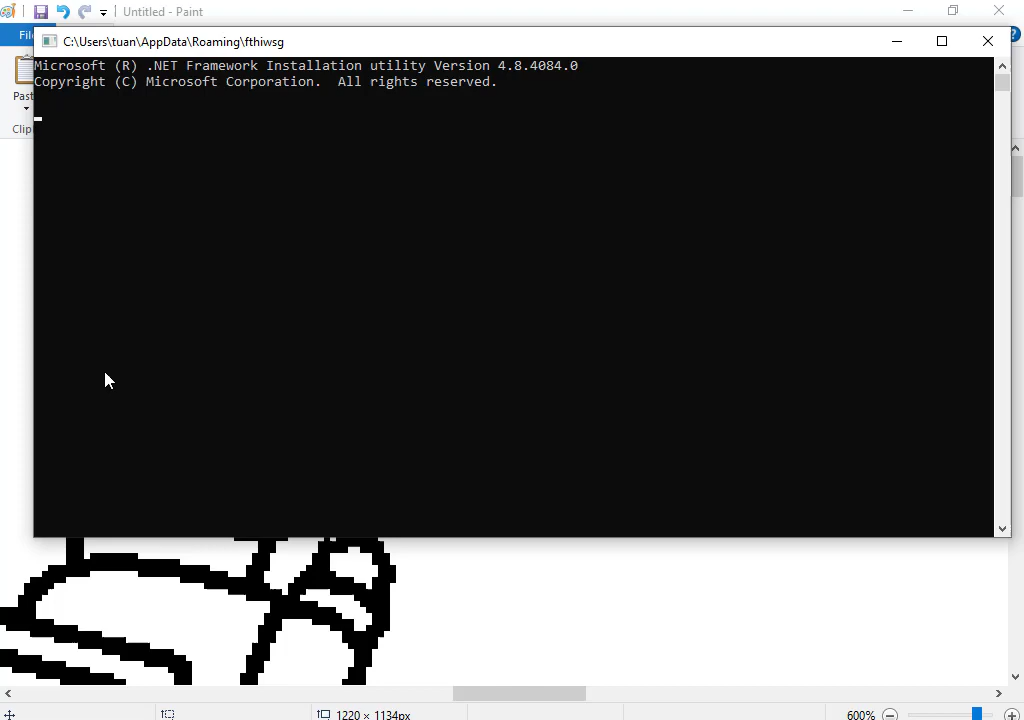 Untitled - Paint
Fil
C:\Users\tuan\AppData\Roaming\fthiwsg
Microsoft (R) .NET Framework Installation utility Version 4.8.4084.0
Copyright (C) Microsoft Corporation.  All rights reserved.
Past
Clip
1220 × 1134px
600%